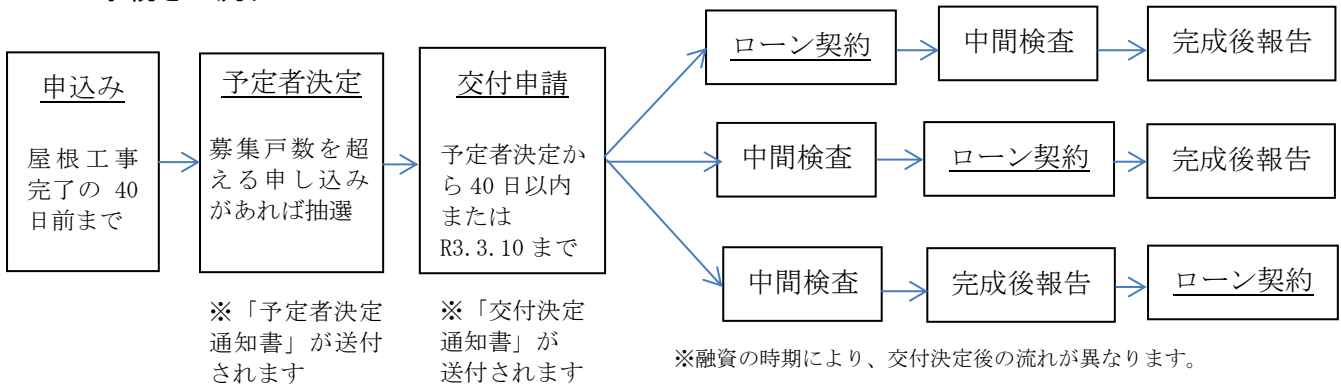 申込み
屋根工事
完了の 40
日前まで
予定者決定
募集戸数を超
える申し込み
があれば抽選
※「予定者決定
通知書」が送付
されます
交付申請
予定者決定か
ら 40 日以内
または
R3.3.10 まで
※「交付決定
通知書」が
送付されます
ローン契約
中間検査
完成後報告
中間検査
ローン契約
完成後報告
中間検査
完成後報告
ローン契約
※融資の時期により、交付決定後の流れが異なります。